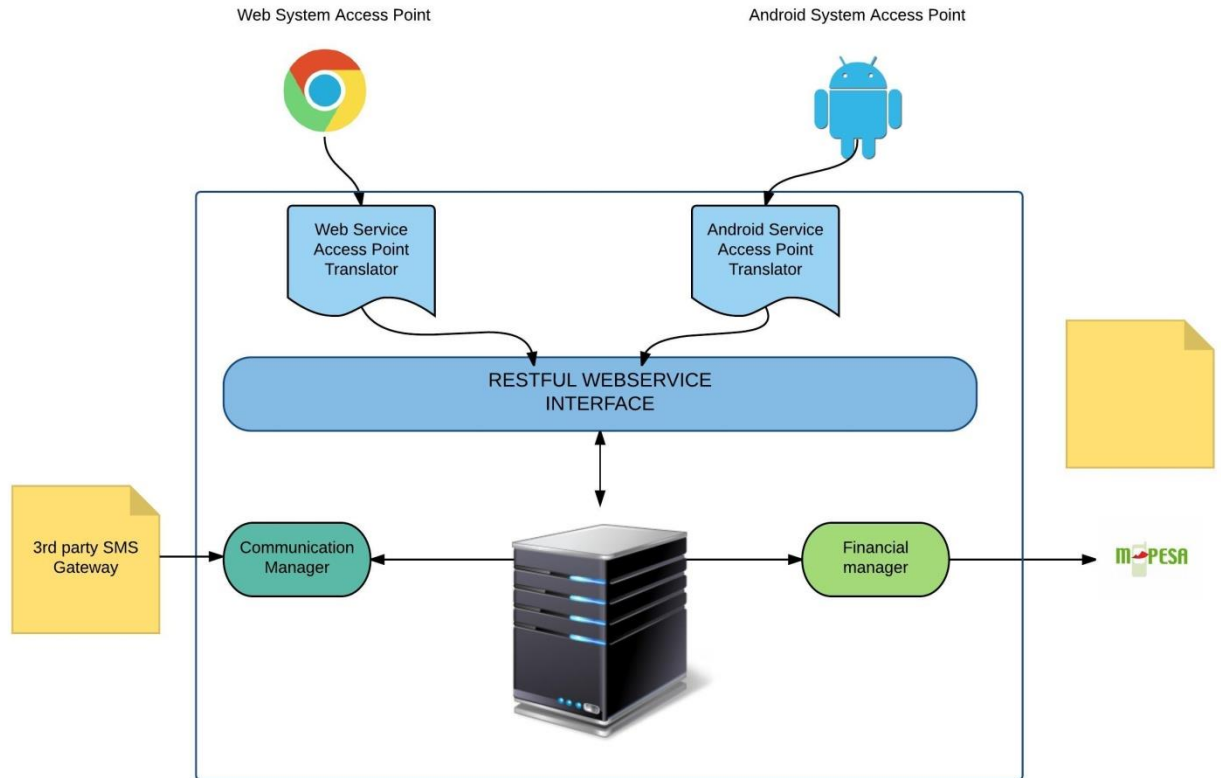 Web System Access Point
Android System Access Point
Web Service
Access Point
Translator
Android Service
Access Point
Translator
RESTFUL WEBSERVICE
INTERFACE
3rd party SMS
Gateway
Communication
Manager
Financial
manager
M-PESA